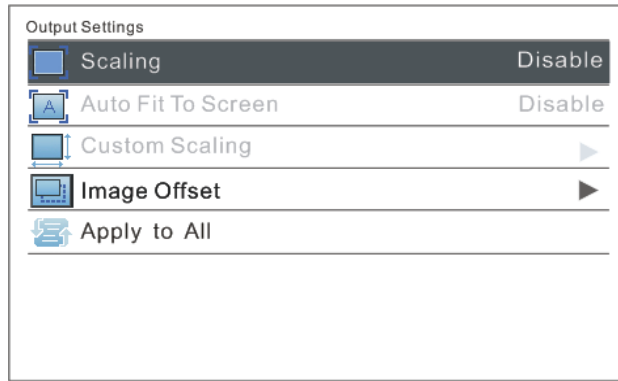 Output Settings
Scaling Disable
A Auto Fit To Screen Disable
Custom Scaling
Image Offset
Apply to All